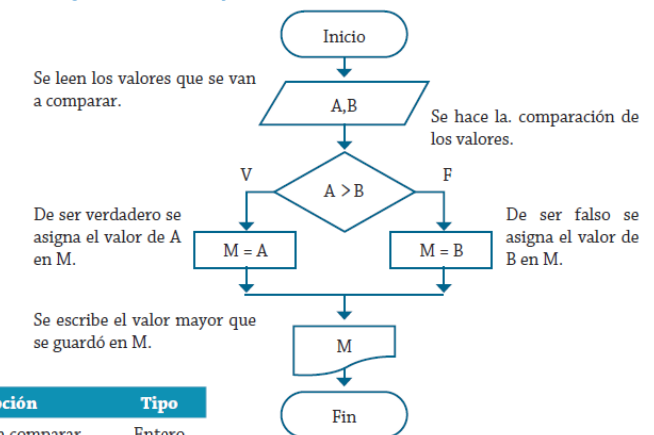 Inicio
Se leen los valores que se van
a comparar.
A,B
Se hace la. comparación de
los valores.
V
F
A > B
De ser verdadero se
asigna el valor de A
en M.
M = A
M = B
De ser falso se
asigna el valor de
B en M.
Se escribe el valor mayor que
se guardó en M.
M
Fin
Tipo
comparar
Entero